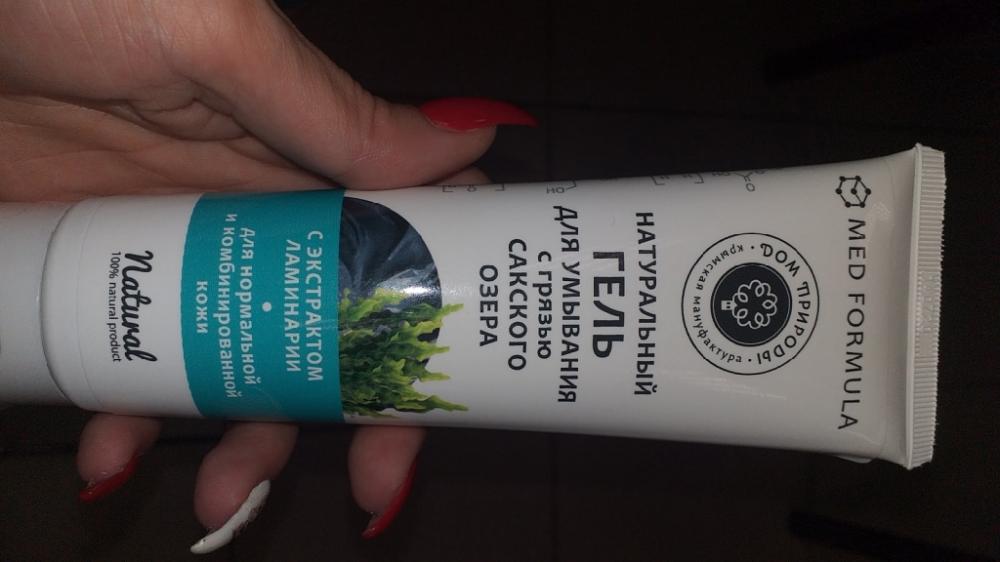 MED FORMULA
ДОМ ПРИРОДЫ
• крымская мануфактура •
НАТУРАЛЬНЫЙ
ГЕЛЬ
ДЛЯ УМЫВАНИЯ
С ГРЯЗЬЮ
САКСКОГО
ОЗЕРА
С ЭКСТРАКТОМ
ЛАМИНАРИИ
•
ДЛЯ НОРМАЛЬНОЙ
И КОМБИНИРОВАННОЙ
КОЖИ
Natural
100% natural product